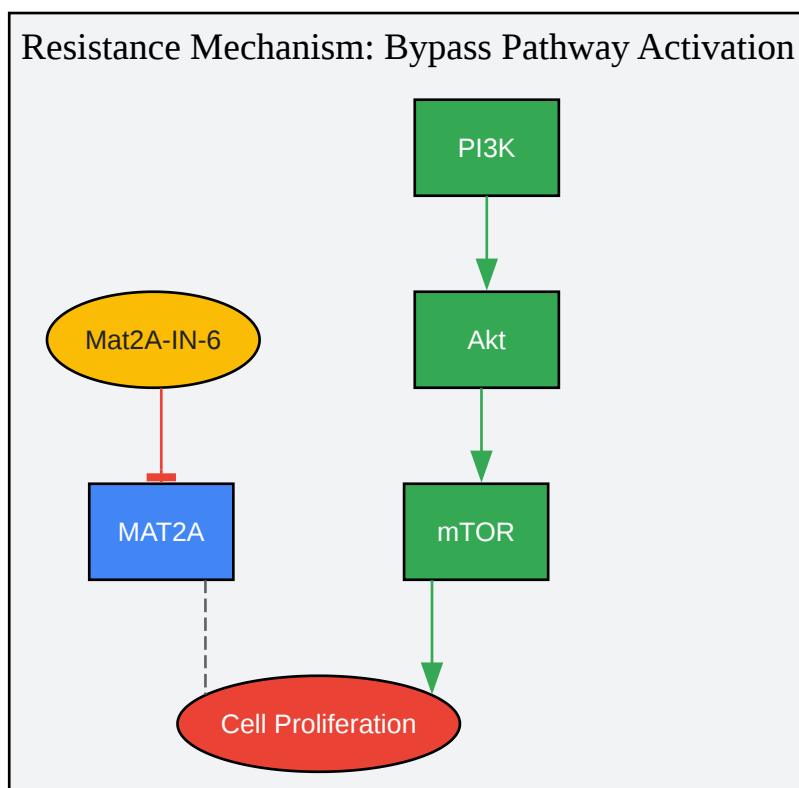 Resistance Mechanism: Bypass Pathway Activation
PI3K
Mat2A-IN-6
Akt
MAT2A
mTOR
Cell Proliferation